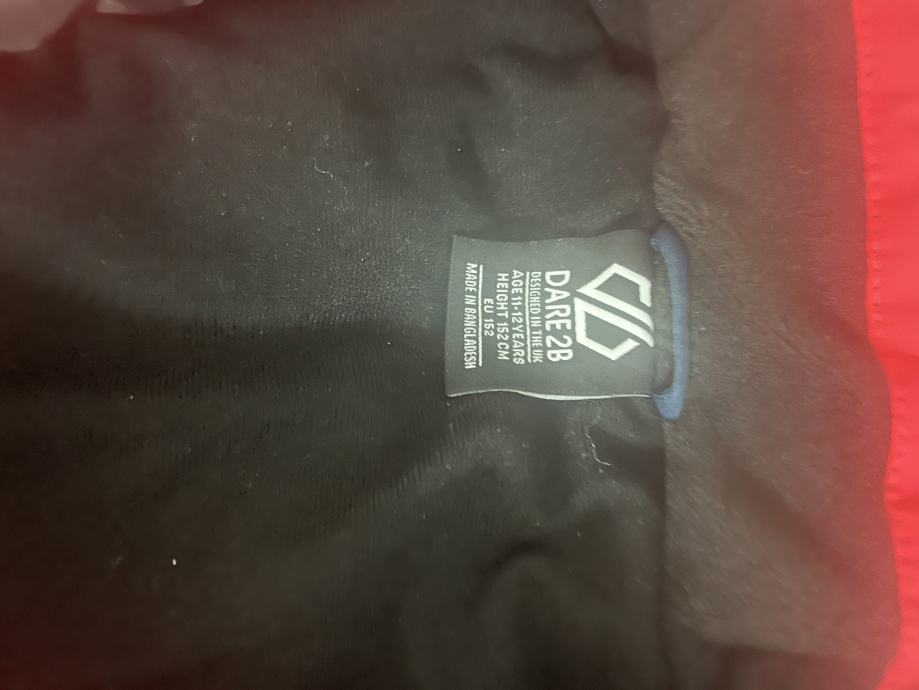 DARE 2B
DESIGNED IN THE UK
AGE 11-12 YEARS
HEIGHT 152 CM
EU 152
MADE IN BANGLADESH